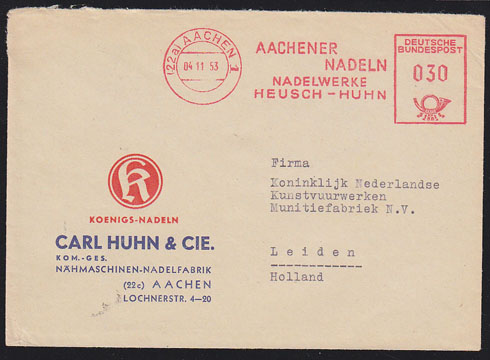 (22a) AACHEN 1
04 11 53
AACHENER
NADELN
NADELWERKE
HEUSCH-HUHN
DEUTSCHE
BUNDESPOST
030
KOENIGS-NADELN
CARL HUHN & CIE.
KOM.-GES.
NÄHMASCHINEN-NADELFABRIK
(22c) AACHEN
LOCHNERSTR. 4-20
Firma
Koninklijk Nederlandse
Kunstvuurwerken
Munitiefabriek N.V.
Leiden
Holland